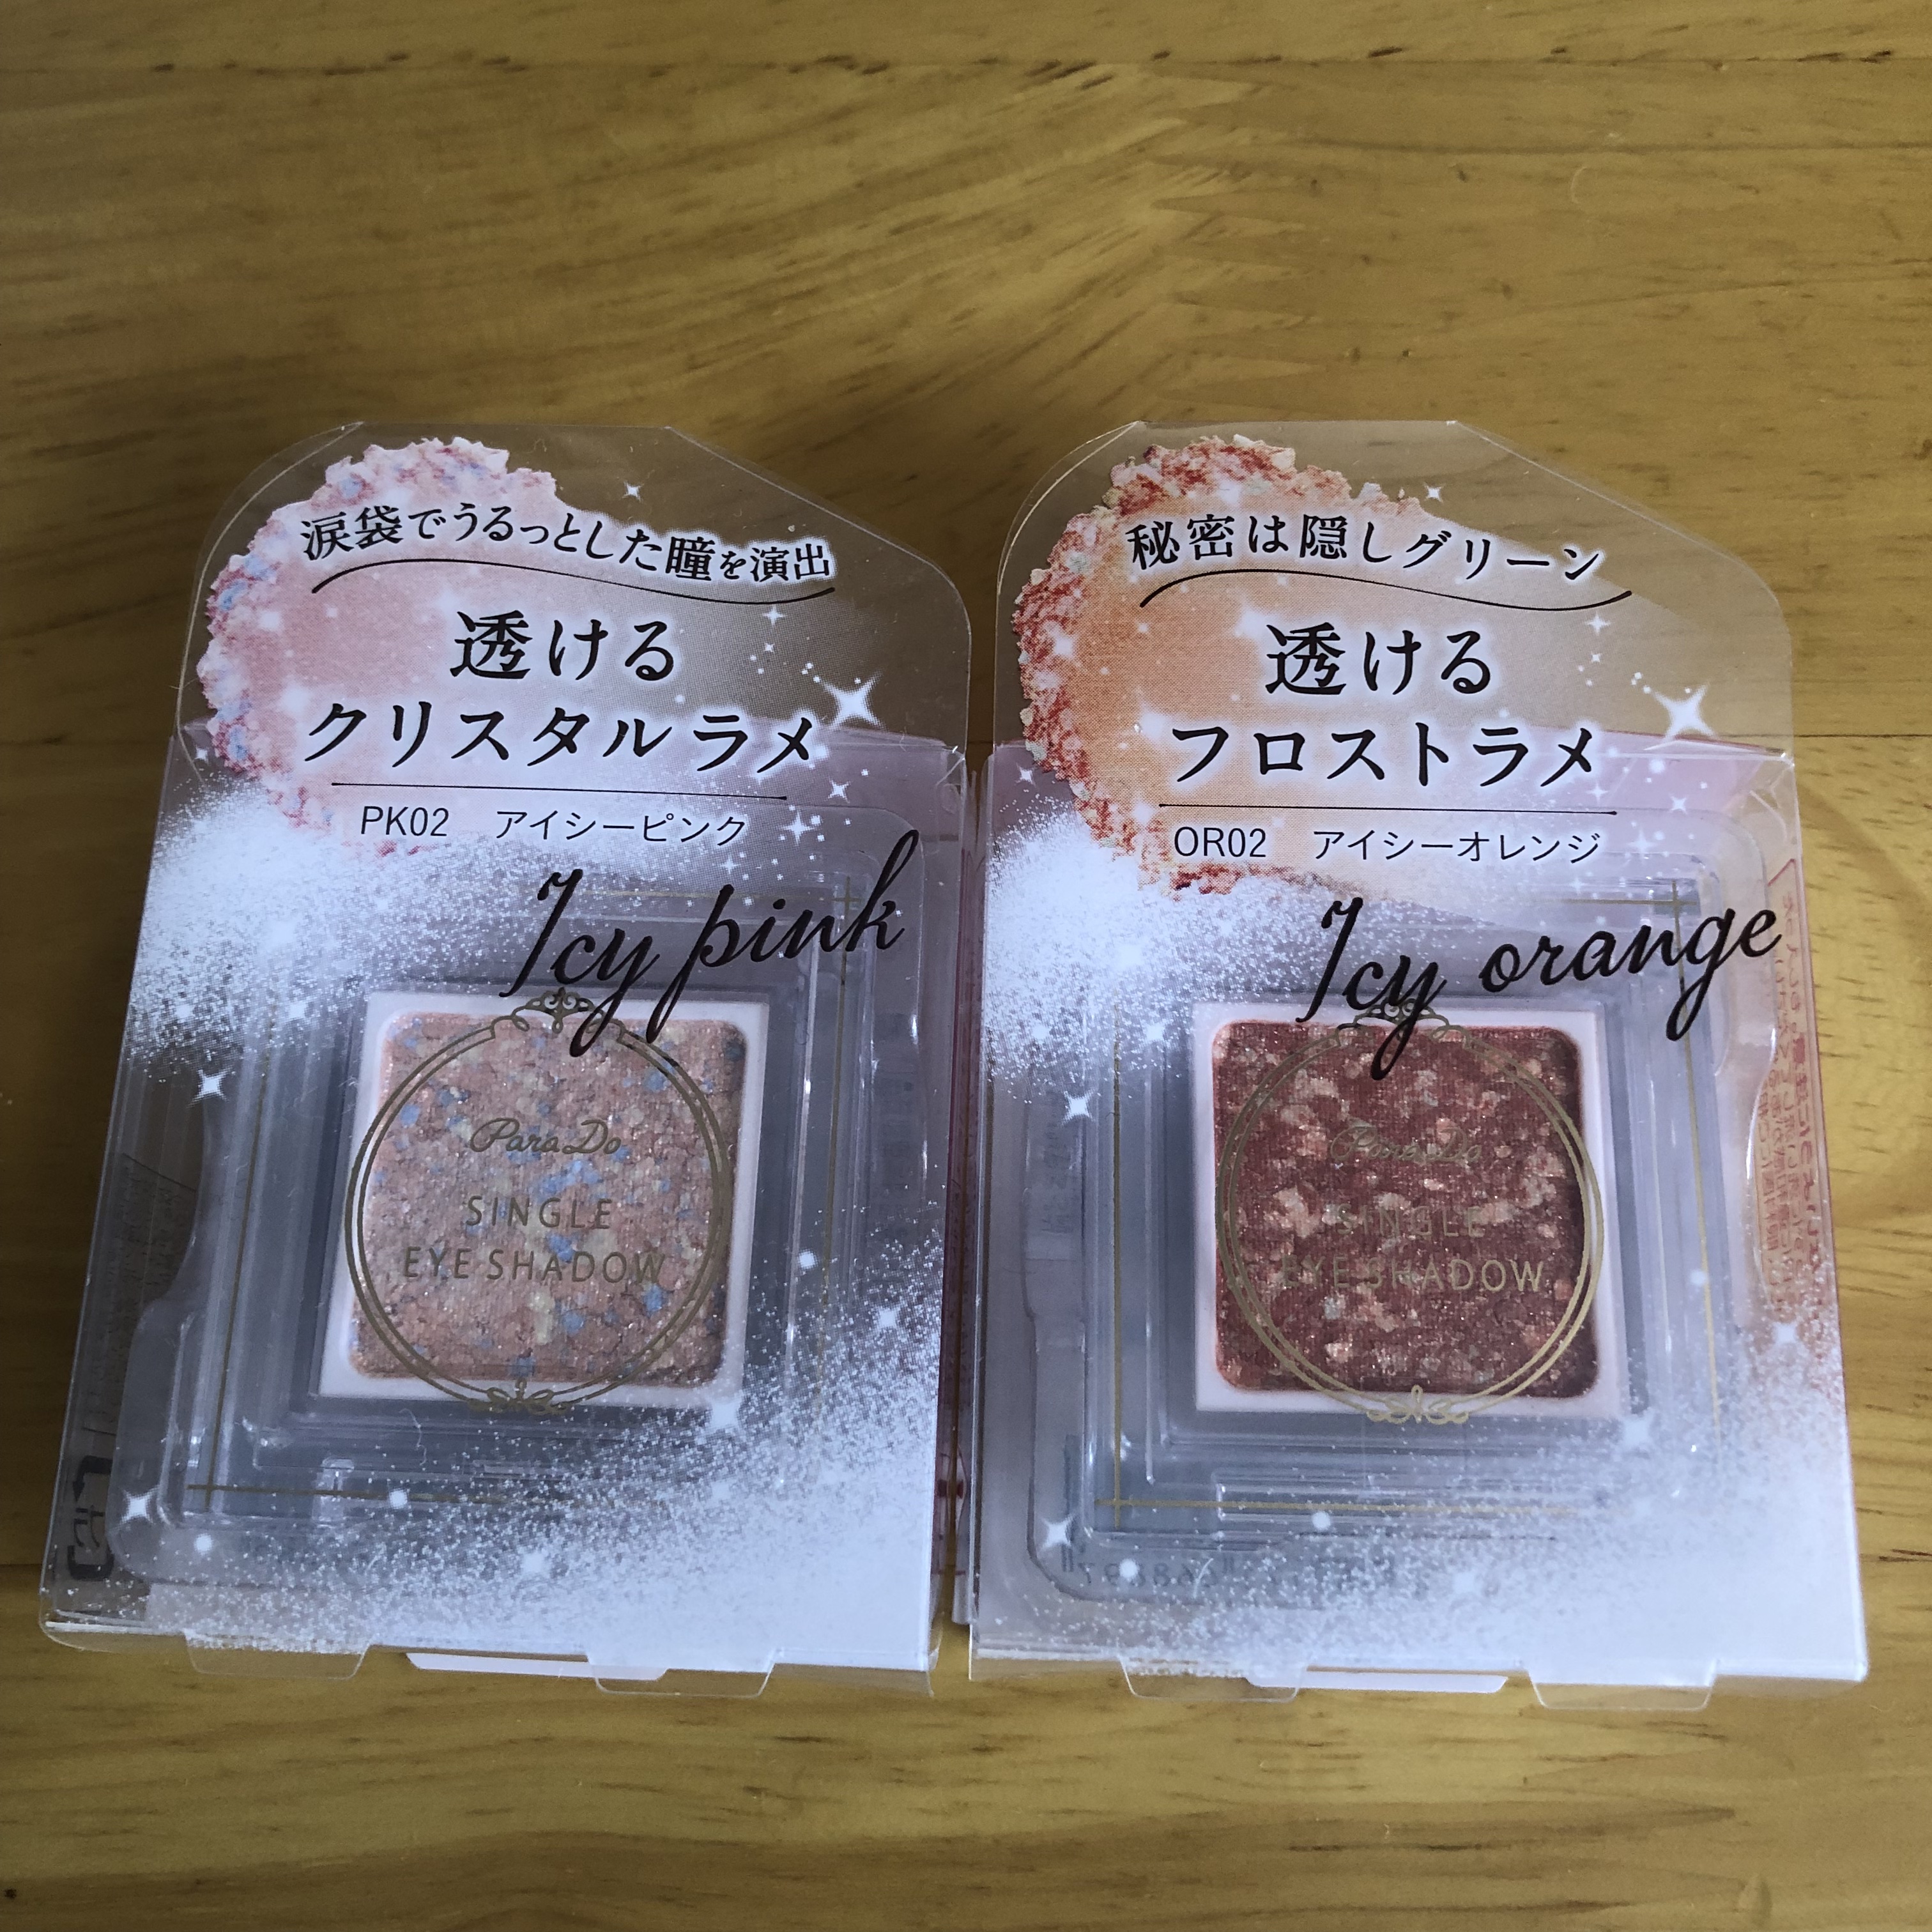 涙袋でうるっとした瞳を演出
透ける
クリスタルラメ
PK02 アイシーピンク
Icy pink
ParaDo
SINGLE
EYE SHADOW
秘密は隠しグリーン
透ける
フロストラメ
OR02 アイシーオレンジ
Icy orange
ParaDo
SINGLE
EYE SHADOW